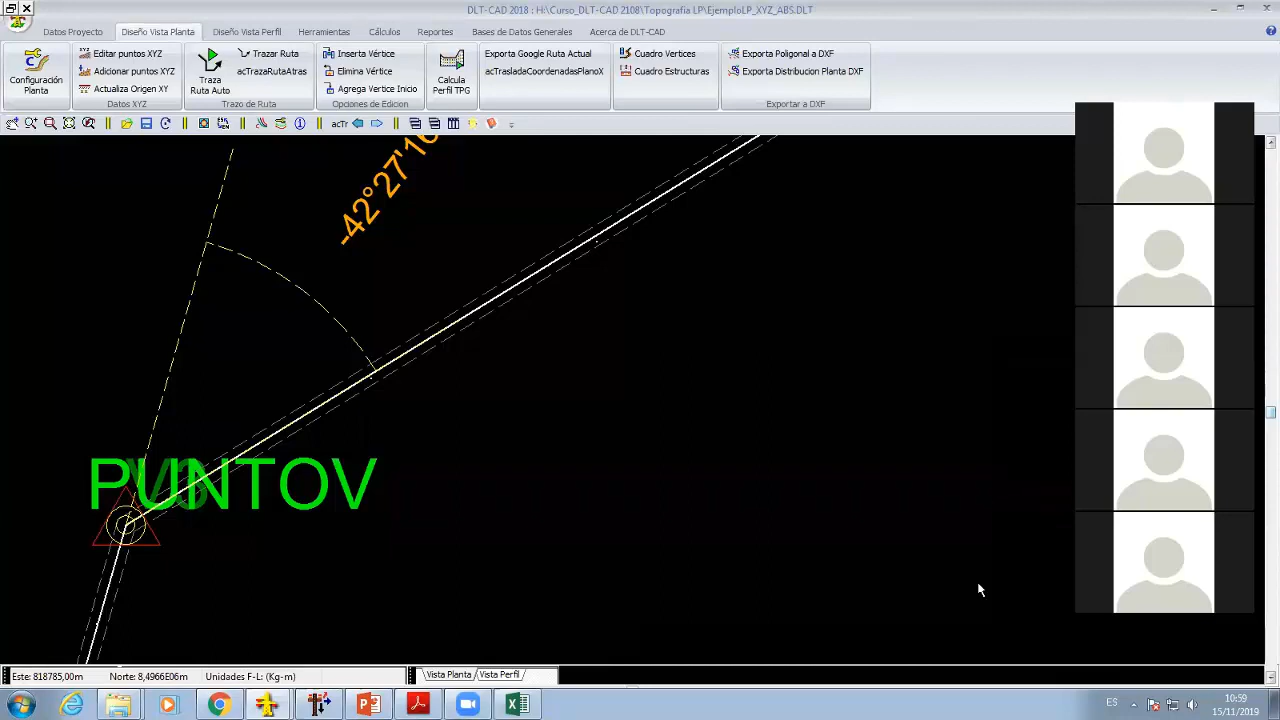 DLT-CAD 2018 : H:\Curso_DLT-CAD 2108\Topografia LP\EjemploLP_XYZ_ABS.DLT
Datos Proyecto
Diseño Vista Planta
Diseño Vista Perfil
Herramientas
Cálculos
Reportes
Bases de Datos Generales
Acerca de DLT-CAD
Configuración Planta
Editar puntos XYZ
Adicionar puntos XYZ
Actualiza Origen XY
Datos XYZ
Traza Ruta Auto
Trazar Ruta
acTrazaRutaAtras
Trazo de Ruta
Inserta Vértice
Elimina Vértice
Agrega Vertice Inicio
Opciones de Edicion
Calcula Perfil TPG
Exporta Google Ruta Actual
acTrasladaCoordenadasPlanoX
Cuadro Vertices
Cuadro Estructuras
Exporta Poligonal a DXF
Exporta Distribucion Planta DXF
Exportar a DXF
acTr
PUNTOV
Este: 818785,00m
Norte: 8,4966E06m
Unidades F-L: (Kg-m)
Vista Planta
Vista Perfil
ES
10:59
15/11/2019